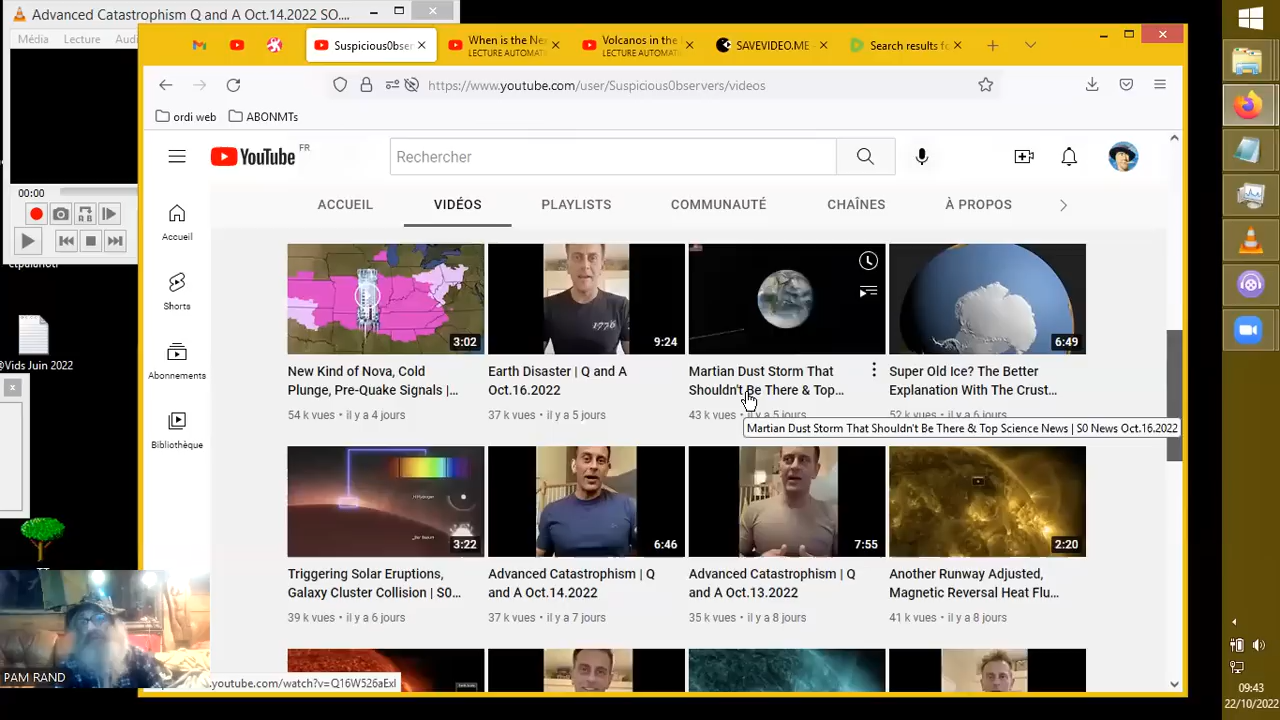 Advanced Catastrophism Q and A Oct.14.2022 SO....
Média Lecture Audi
00:00
Suspicious0bser
When is the Ne
LECTURE AUTOMATI
Volcanos in the
LECTURE AUTOMATI
SAVEVIDEO.ME -
Search results fo
https://www.youtube.com/user/Suspicious0bservers/videos
ordi web
ABONMTs
YouTube FR
Rechercher
ACCUEIL VIDÉOS PLAYLISTS COMMUNAUTÉ CHAÎNES À PROPOS
Accueil
Shorts
Abonnements
Bibliothèque
@Vids Juin 2022
3:02
1776
9:24
6:49
New Kind of Nova, Cold
Plunge, Pre-Quake Signals |...
54 k vues • il y a 4 jours
Earth Disaster | Q and A
Oct.16.2022
37 k vues • il y a 5 jours
Martian Dust Storm That
Shouldn't Be There & Top...
43 k vues • il y a 5 jours
Super Old Ice? The Better
Explanation With The Crust...
52 k vues • il y a 6 jours
Martian Dust Storm That Shouldn't Be There & Top Science News | S0 News Oct.16.2022
3:22
6:46
7:55
2:20
Triggering Solar Eruptions,
Galaxy Cluster Collision | S0...
39 k vues • il y a 6 jours
Advanced Catastrophism | Q
and A Oct.14.2022
37 k vues • il y a 7 jours
Advanced Catastrophism | Q
and A Oct.13.2022
35 k vues • il y a 8 jours
Another Runway Adjusted,
Magnetic Reversal Heat Flu...
41 k vues • il y a 8 jours
PAM RAND
.youtube.com/watch?v=Q16W526aExI
09:43
22/10/2022